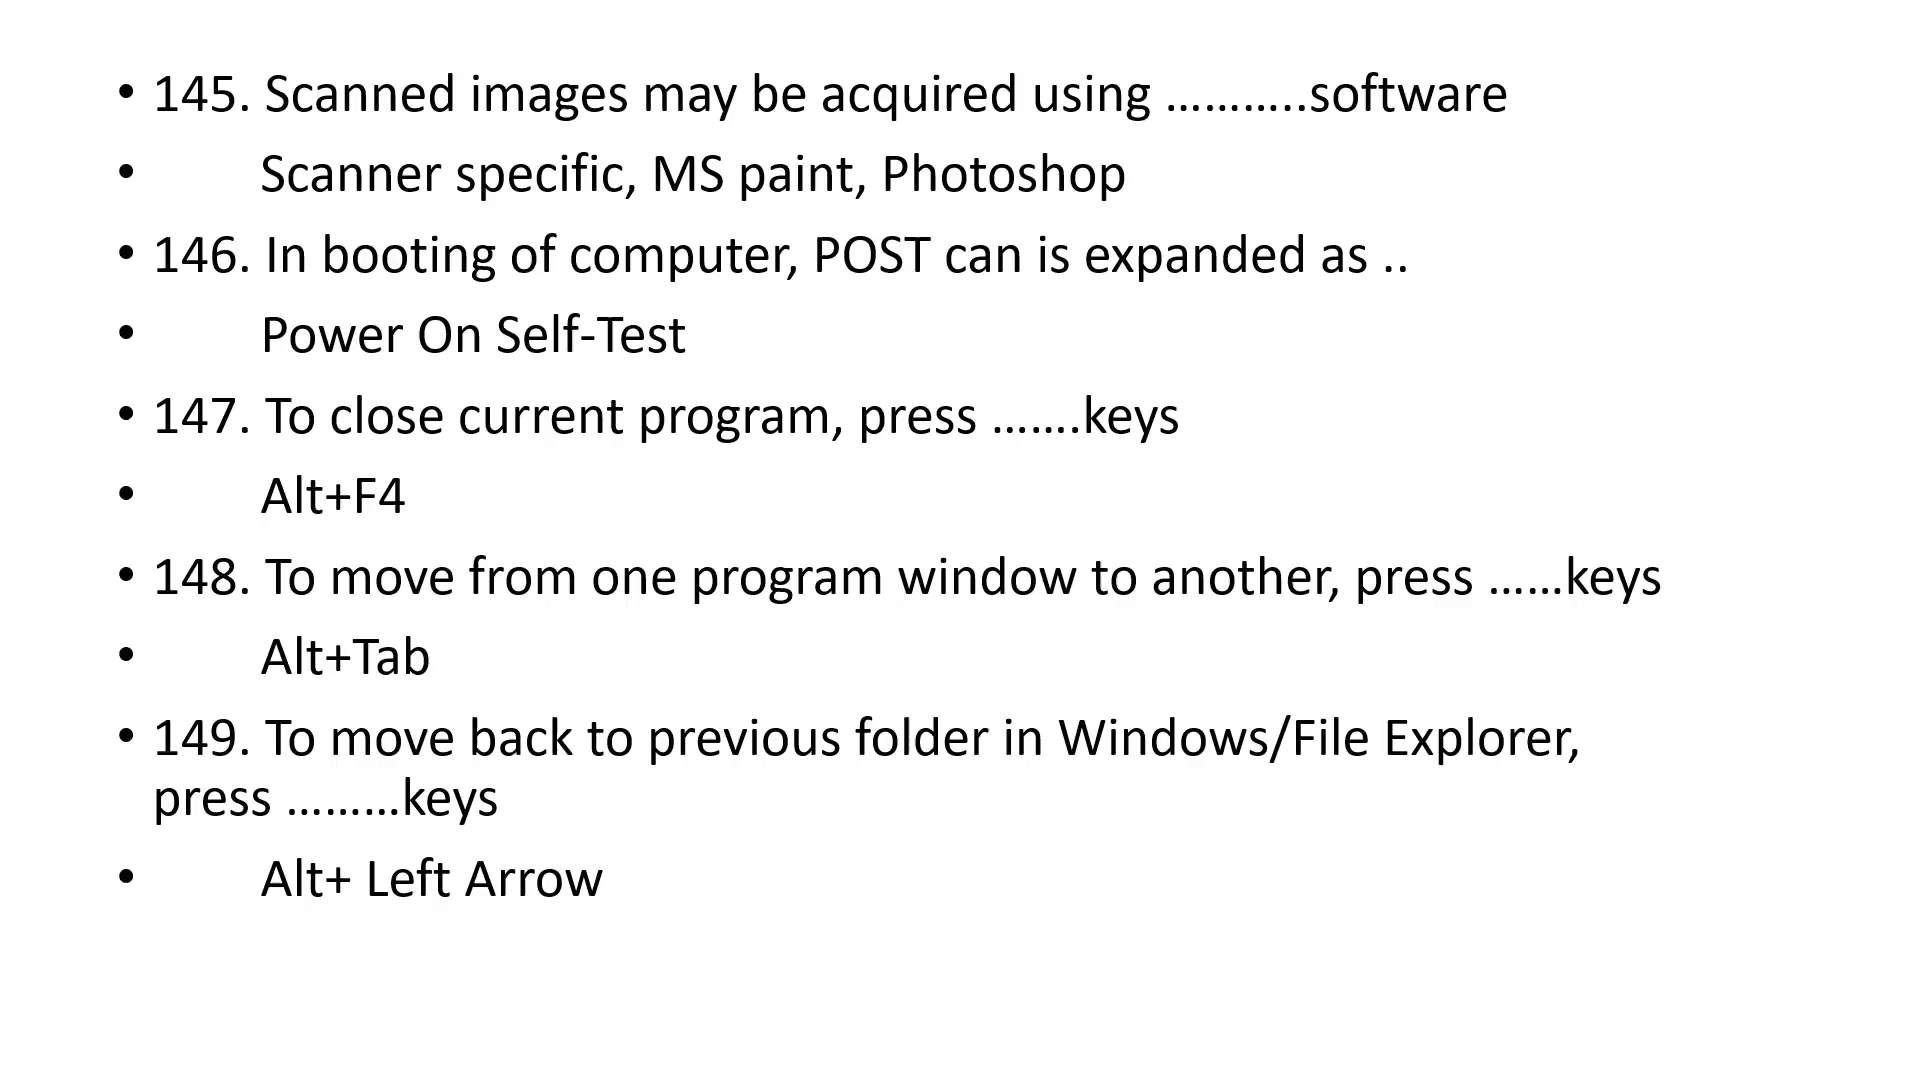 • 145. Scanned images may be acquired using ………..software
• Scanner specific, MS paint, Photoshop
• 146. In booting of computer, POST can is expanded as ..
• Power On Self-Test
• 147. To close current program, press …….keys
• Alt+F4
• 148. To move from one program window to another, press ……keys
• Alt+Tab
• 149. To move back to previous folder in Windows/File Explorer,
press ………keys
• Alt+ Left Arrow